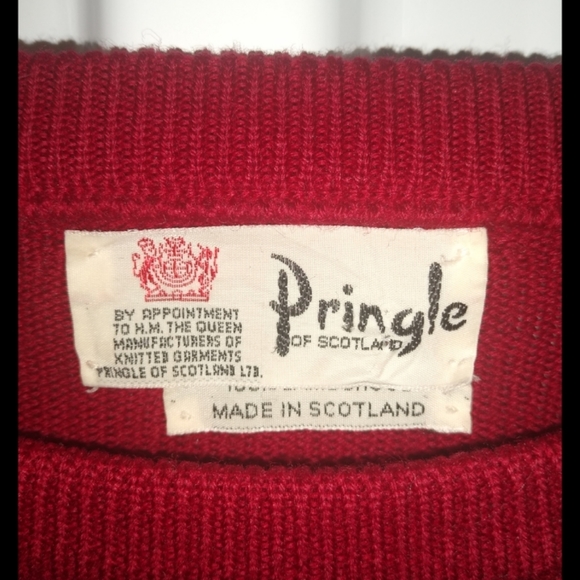 BY APPOINTMENT
TO H.M. THE QUEEN
MANUFACTURERS OF
KNITTED GARMENTS
PRINGLE OF SCOTLAND LTD.
Pringle
OF SCOTLAND
MADE IN SCOTLAND